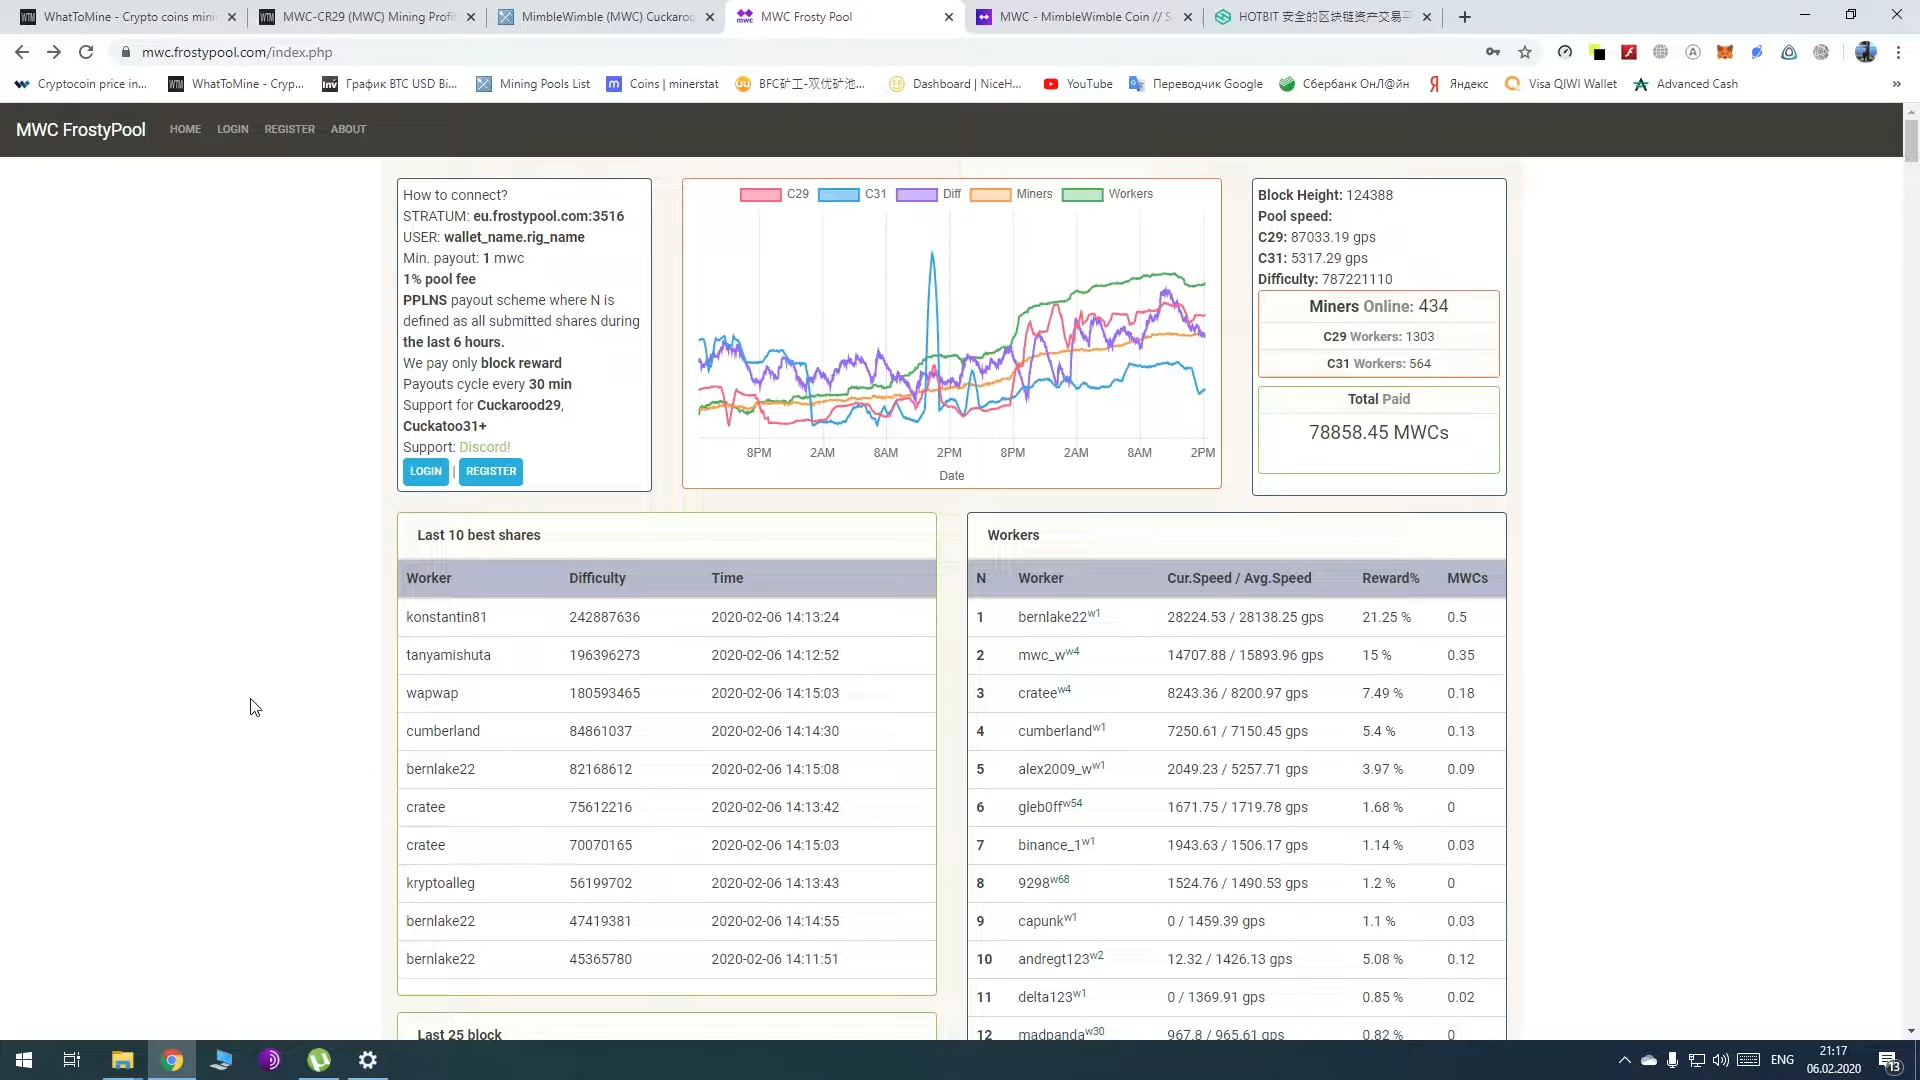 WhatToMine - Crypto coins mini
MWC-CR29 (MWC) Mining Profi
MimbleWimble (MWC) Cuckaroo
MWC Frosty Pool
MWC - MimbleWimble Coin // S
HOTBIT 安全的区块链资产交易平
mwc.frostypool.com/index.php
Cryptocoin price in...
WhatToMine - Cryp...
График BTC USD Bi...
Mining Pools List
Coins | minerstat
BFC矿工-双优矿池...
Dashboard | NiceH...
YouTube
Переводчик Google
Сбербанк ОнЛ@йн
Яндекс
Visa QIWI Wallet
Advanced Cash
MWC FrostyPool
HOME
LOGIN
REGISTER
ABOUT
How to connect?
STRATUM: eu.frostypool.com:3516
USER: wallet_name.rig_name
Min. payout: 1 mwc
1% pool fee
PPLNS payout scheme where N is
defined as all submitted shares during
the last 6 hours.
We pay only block reward
Payouts cycle every 30 min
Support for Cuckarood29,
Cuckatoo31+
Support: Discord!
LOGIN | REGISTER
C29 C31 Diff Miners Workers
8PM 2AM 8AM 2PM 8PM 2AM 8AM 2PM
Date
Block Height: 124388
Pool speed:
C29: 87033.19 gps
C31: 5317.29 gps
Difficulty: 787221110
Miners Online: 434
C29 Workers: 1303
C31 Workers: 564
Total Paid
78858.45 MWCs
Last 10 best shares
Worker Difficulty Time
konstantin81 242887636 2020-02-06 14:13:24
tanyamishuta 196396273 2020-02-06 14:12:52
wapwap 180593465 2020-02-06 14:15:03
cumberland 84861037 2020-02-06 14:14:30
bernlake22 82168612 2020-02-06 14:15:08
cratee 75612216 2020-02-06 14:13:42
cratee 70070165 2020-02-06 14:15:03
kryptoalleg 56199702 2020-02-06 14:13:43
bernlake22 47419381 2020-02-06 14:14:55
bernlake22 45365780 2020-02-06 14:11:51
Last 25 block
Workers
N Worker Cur.Speed / Avg.Speed Reward% MWCs
1 bernlake22w1 28224.53 / 28138.25 gps 21.25 % 0.5
2 mwc_ww4 14707.88 / 15893.96 gps 15 % 0.35
3 crateew4 8243.36 / 8200.97 gps 7.49 % 0.18
4 cumberlandw1 7250.61 / 7150.45 gps 5.4 % 0.13
5 alex2009_ww1 2049.23 / 5257.71 gps 3.97 % 0.09
6 gleb0ffw54 1671.75 / 1719.78 gps 1.68 % 0
7 binance_1w1 1943.63 / 1506.17 gps 1.14 % 0.03
8 9298w68 1524.76 / 1490.53 gps 1.2 % 0
9 capunkw1 0 / 1459.39 gps 1.1 % 0.03
10 andregt123w2 12.32 / 1426.13 gps 5.08 % 0.12
11 delta123w1 0 / 1369.91 gps 0.85 % 0.02
12 madpandaw30 967.8 / 965.61 gps 0.82 % 0
ENG
21:17
06.02.2020
13